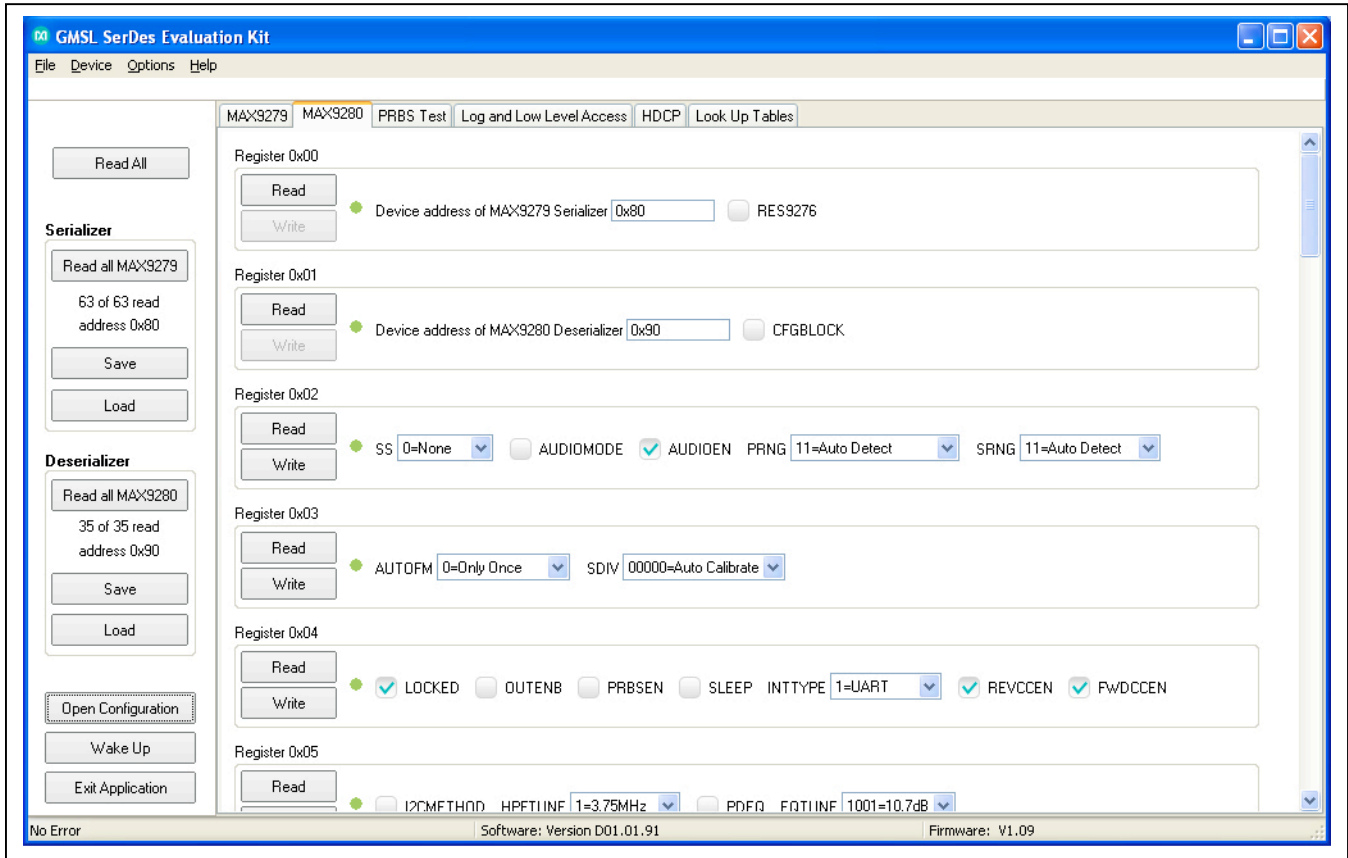 GMSL SerDes Evaluation Kit
File Device Options Help
MAX9279 MAX9280 PRBS Test Log and Low Level Access HDCP Look Up Tables
Read All
Serializer
Read all MAX9279
63 of 63 read
address 0x80
Save
Load
Deserializer
Read all MAX9280
35 of 35 read
address 0x90
Save
Load
Open Configuration
Wake Up
Exit Application
Register 0x00
Read
Write
Device address of MAX9279 Serializer 0x80 RES9276
Register 0x01
Read
Write
Device address of MAX9280 Deserializer 0x90 CFGBLOCK
Register 0x02
Read
Write
SS 0=None AUDIOMODE AUDIOEN PRNG 11=Auto Detect SRNG 11=Auto Detect
Register 0x03
Read
Write
AUTOFM 0=Only Once SDIV 00000=Auto Calibrate
Register 0x04
Read
Write
LOCKED OUTENB PRBSEN SLEEP INTTYPE 1=UART REVCCEN FWDCCEN
Register 0x05
Read
I2CMETHOD HPFTUNE 1=3.75MHz PDEQ EQTUNE 1001=10.7dB
No Error Software: Version D01.01.91 Firmware: V1.09